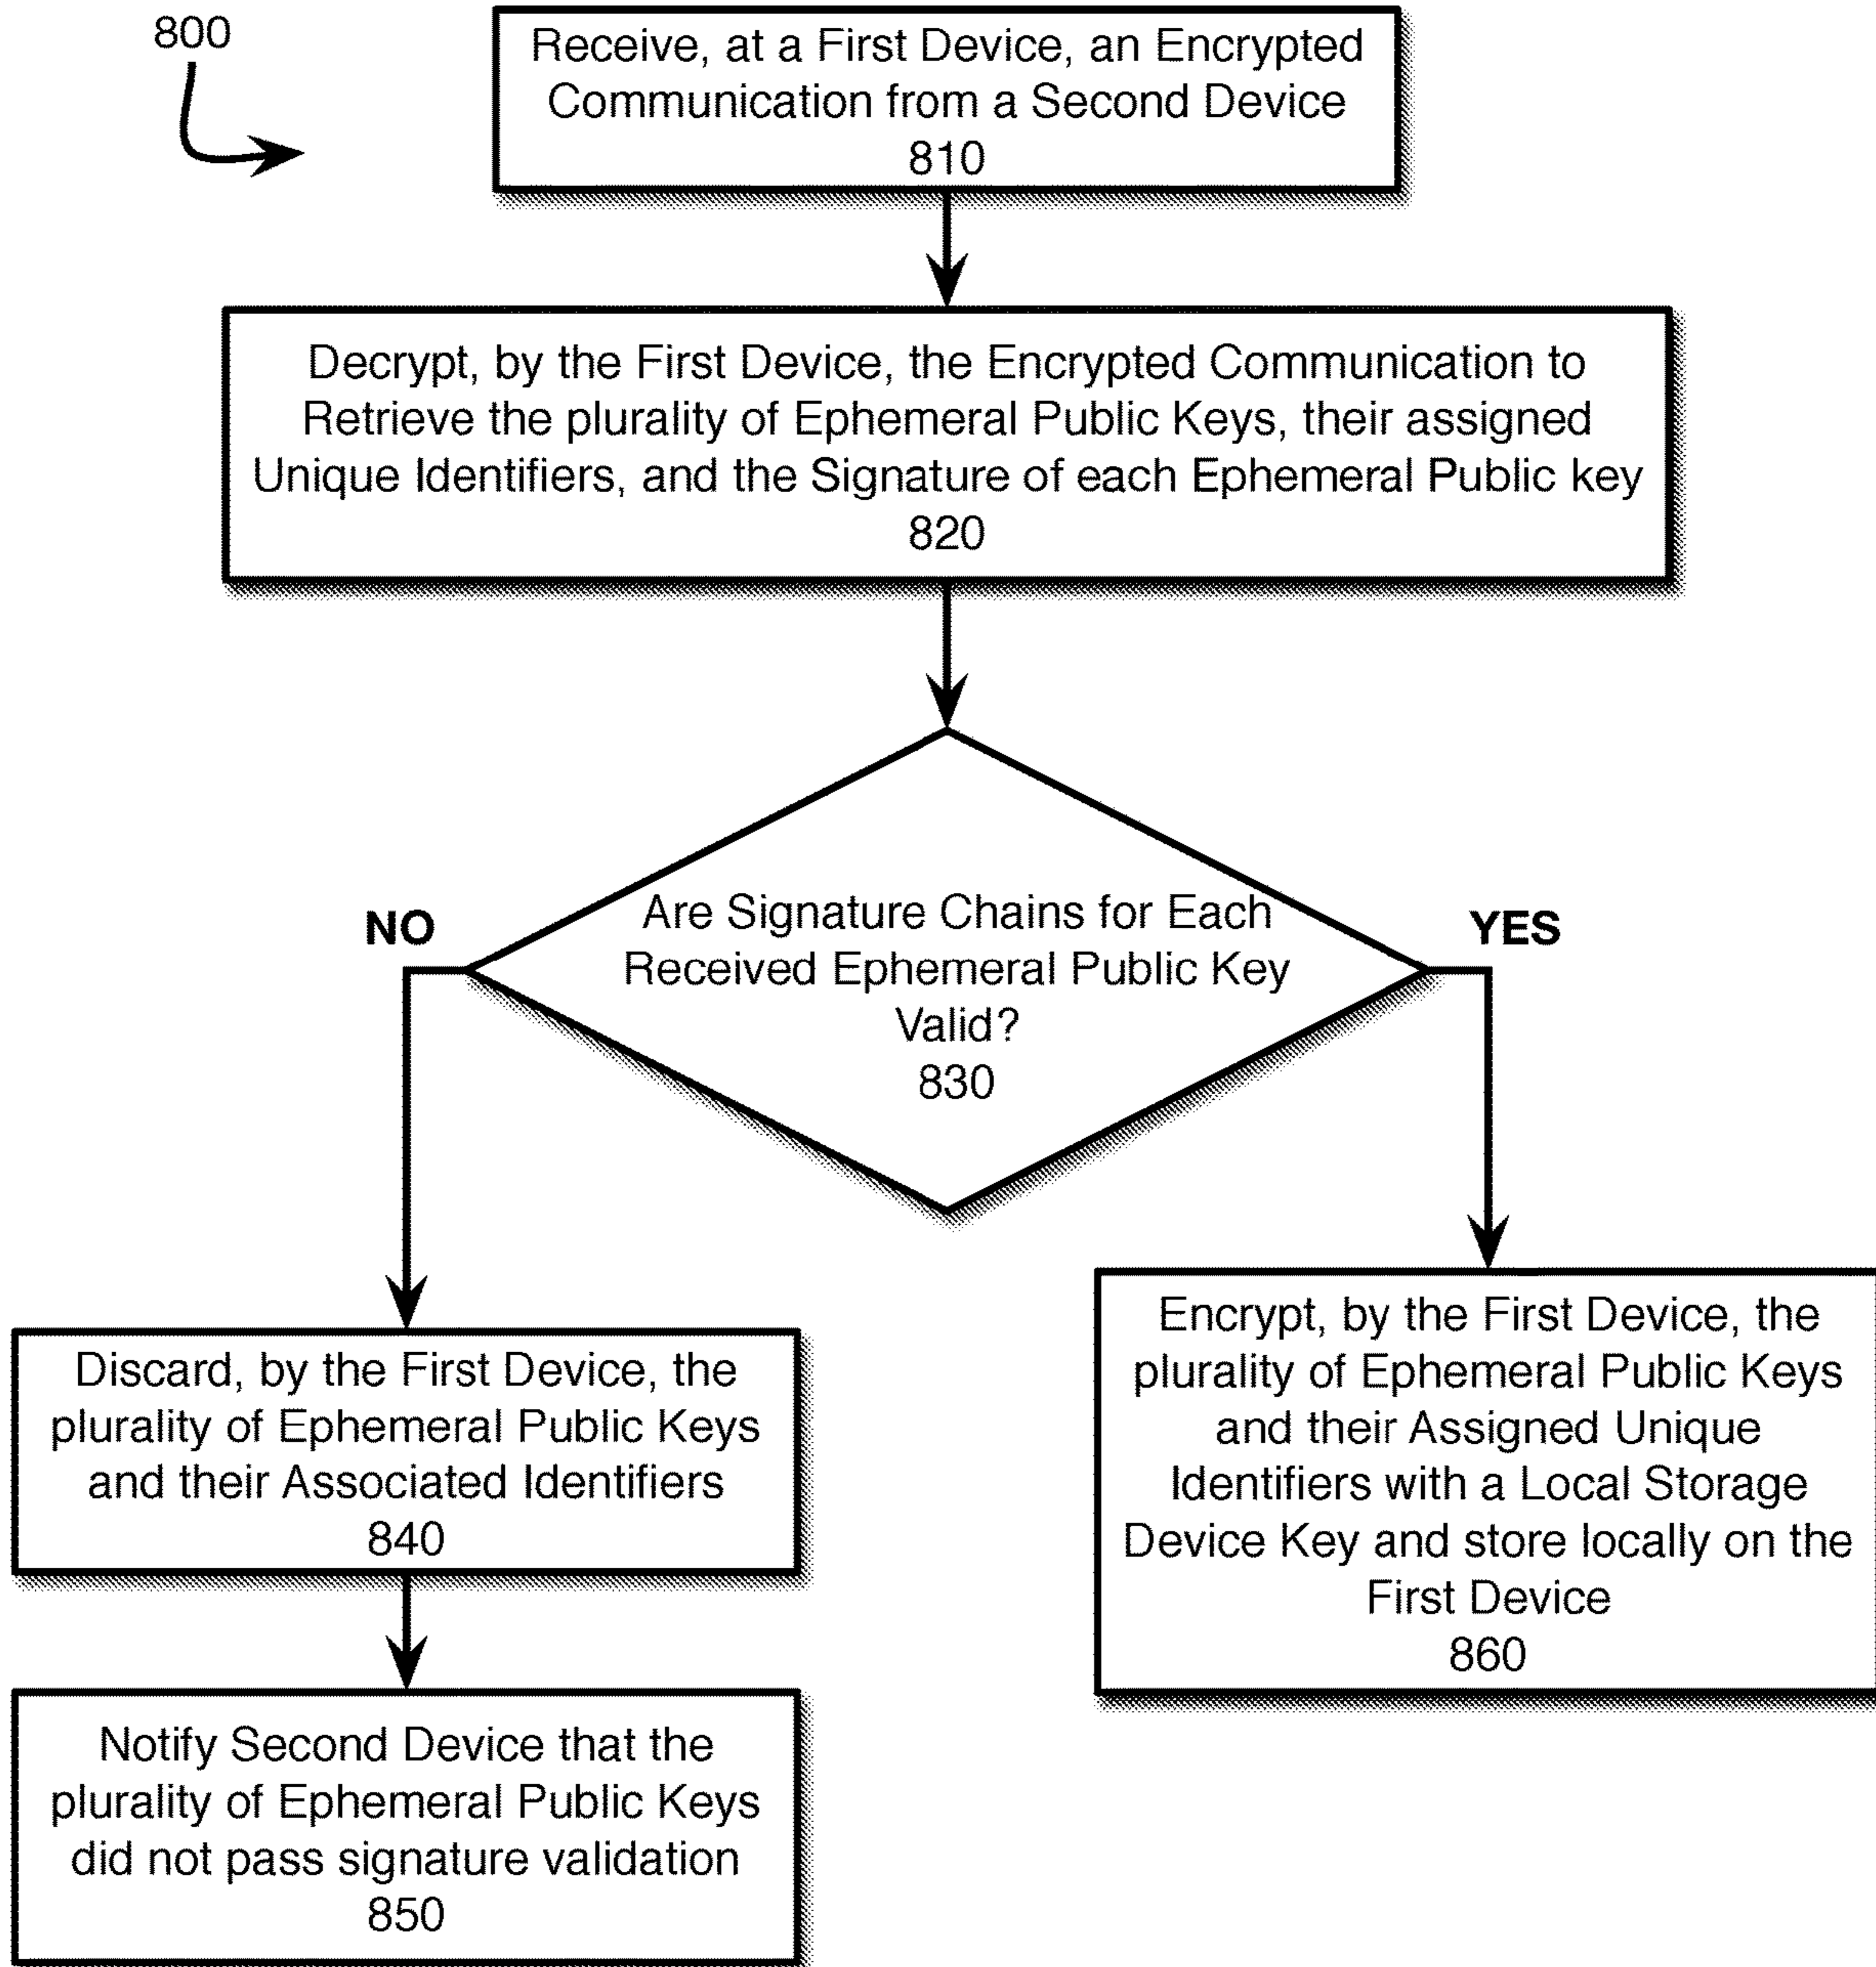 800
Receive, at a First Device, an Encrypted
Communication from a Second Device
810
Decrypt, by the First Device, the Encrypted Communication to
Retrieve the plurality of Ephemeral Public Keys, their assigned
Unique Identifiers, and the Signature of each Ephemeral Public key
820
Are Signature Chains for Each
Received Ephemeral Public Key
Valid?
830
NO
YES
Discard, by the First Device, the
plurality of Ephemeral Public Keys
and their Associated Identifiers
840
Notify Second Device that the
plurality of Ephemeral Public Keys
did not pass signature validation
850
Encrypt, by the First Device, the
plurality of Ephemeral Public Keys
and their Assigned Unique
Identifiers with a Local Storage
Device Key and store locally on the
First Device
860